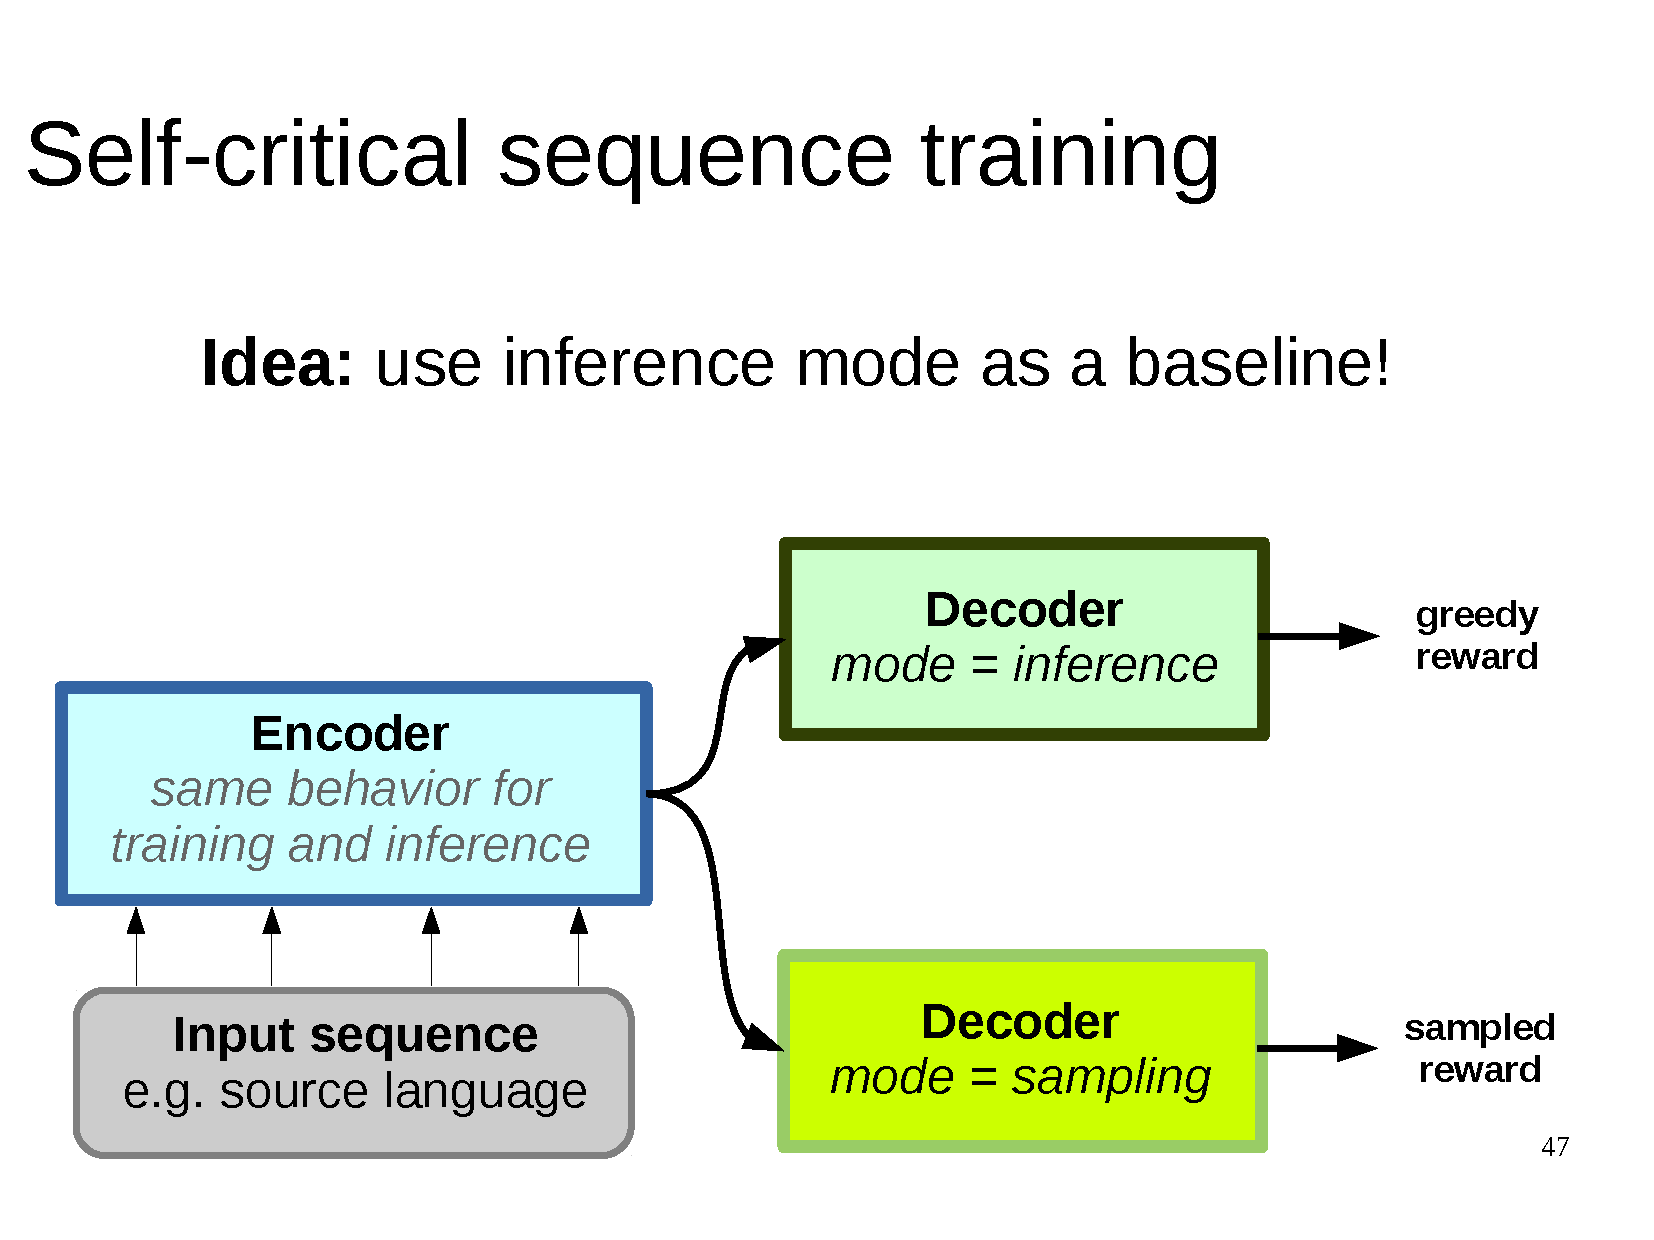 Self-critical sequence training
Idea: use inference mode as a baseline!
Decoder
mode = inference
greedy
reward
Encoder
same behavior for
training and inference
Input sequence
e.g. source language
Decoder
mode = sampling
sampled
reward
47